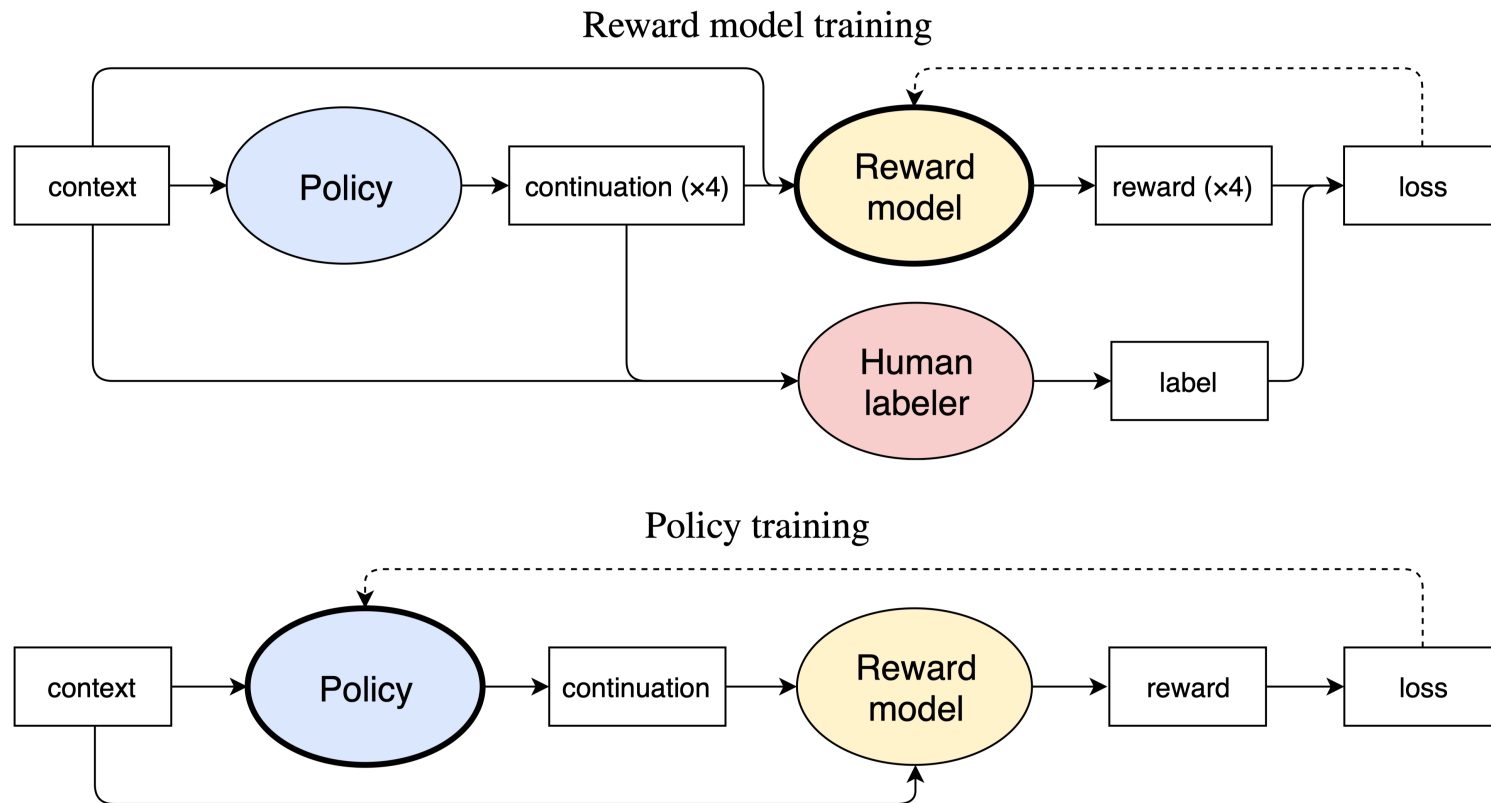 Reward model training
context
Policy
continuation (×4)
Reward
model
reward (×4)
loss
Human
labeler
label
Policy training
context
Policy
continuation
Reward
model
reward
loss